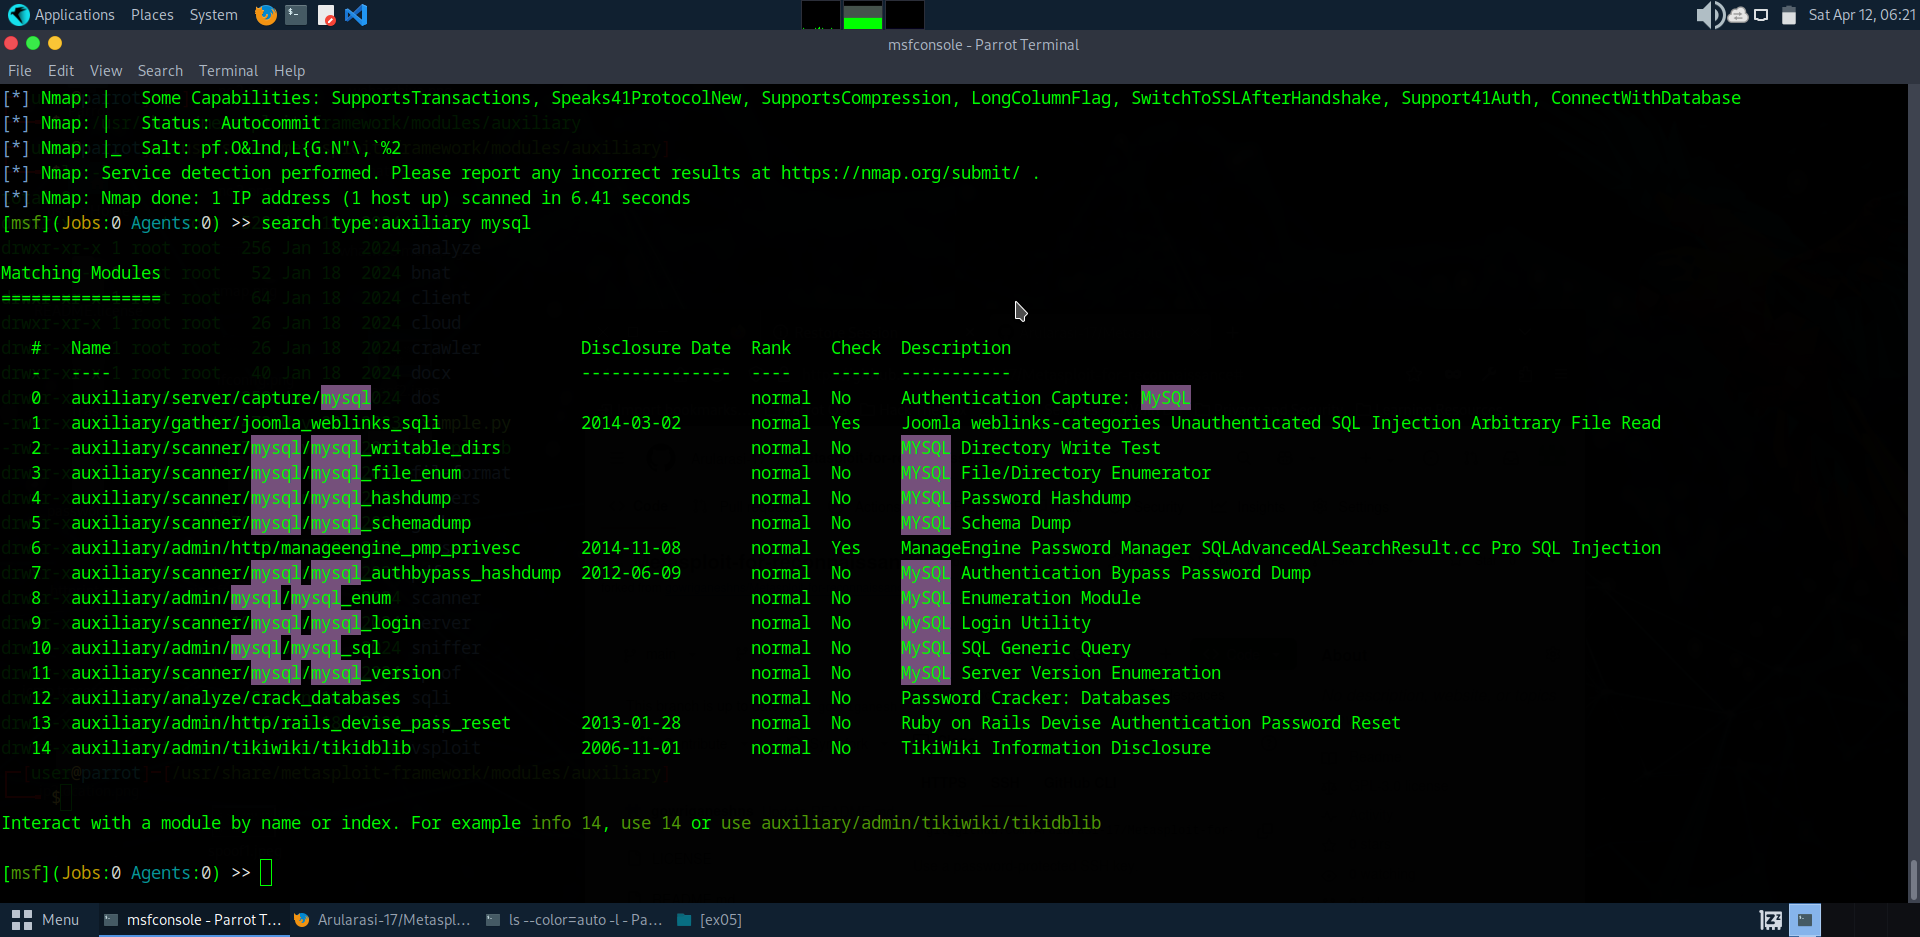 Applications Places System Sat Apr 12, 06:21
msfconsole - Parrot Terminal
File Edit View Search Terminal Help
[*] Nmap: |   Some Capabilities: SupportsTransactions, Speaks41ProtocolNew, SupportsCompression, LongColumnFlag, SwitchToSSLAfterHandshake, Support41Auth, ConnectWithDatabase
[*] Nmap: |   Status: Autocommit
[*] Nmap: |_  Salt: pf.O&lnd,L{G.N"\,`%2
[*] Nmap: Service detection performed. Please report any incorrect results at https://nmap.org/submit/ .
[*] Nmap: Nmap done: 1 IP address (1 host up) scanned in 6.41 seconds
[msf](Jobs:0 Agents:0) >> search type:auxiliary mysql
Matching Modules
================
#   Name   Disclosure Date  Rank    Check  Description
-   ----   ---------------  ----    -----  -----------
0   auxiliary/server/capture/mysql   normal  No   Authentication Capture: MySQL
1   auxiliary/gather/joomla_weblinks_sqli   2014-03-02   normal  Yes   Joomla weblinks-categories Unauthenticated SQL Injection Arbitrary File Read
2   auxiliary/scanner/mysql/mysql_writable_dirs   normal  No   MYSQL Directory Write Test
3   auxiliary/scanner/mysql/mysql_file_enum   normal  No   MYSQL File/Directory Enumerator
4   auxiliary/scanner/mysql/mysql_hashdump   normal  No   MYSQL Password Hashdump
5   auxiliary/scanner/mysql/mysql_schemadump   normal  No   MYSQL Schema Dump
6   auxiliary/admin/http/manageengine_pmp_privesc   2014-11-08   normal  Yes   ManageEngine Password Manager SQLAdvancedALSearchResult.cc Pro SQL Injection
7   auxiliary/scanner/mysql/mysql_authbypass_hashdump   2012-06-09   normal  No   MySQL Authentication Bypass Password Dump
8   auxiliary/admin/mysql/mysql_enum   normal  No   MySQL Enumeration Module
9   auxiliary/scanner/mysql/mysql_login   normal  No   MySQL Login Utility
10  auxiliary/admin/mysql/mysql_sql   normal  No   MySQL SQL Generic Query
11  auxiliary/scanner/mysql/mysql_version   normal  No   MySQL Server Version Enumeration
12  auxiliary/analyze/crack_databases   normal  No   Password Cracker: Databases
13  auxiliary/admin/http/rails_devise_pass_reset   2013-01-28   normal  No   Ruby on Rails Devise Authentication Password Reset
14  auxiliary/admin/tikiwiki/tikidblib   2006-11-01   normal  No   TikiWiki Information Disclosure
Interact with a module by name or index. For example info 14, use 14 or use auxiliary/admin/tikiwiki/tikidblib
[msf](Jobs:0 Agents:0) >>
Menu msfconsole - Parrot T... Arularasi-17/Metaspl... ls --color=auto -l - Pa... [ex05]